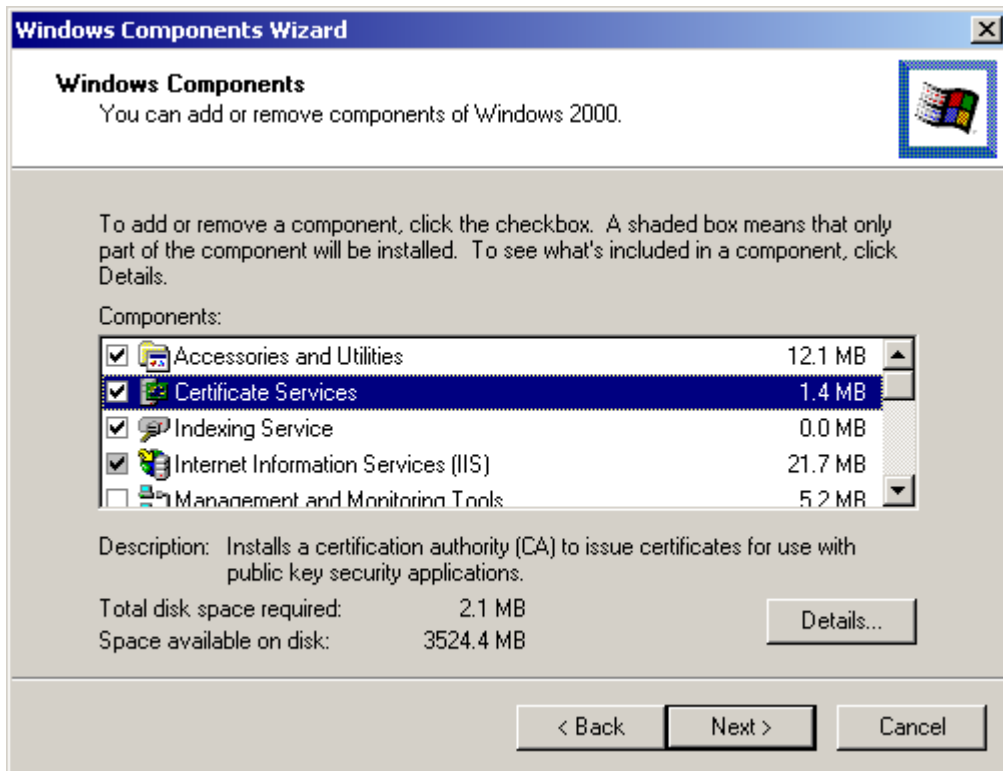 Windows Components Wizard
Windows Components
You can add or remove components of Windows 2000.
To add or remove a component, click the checkbox.  A shaded box means that only
part of the component will be installed.  To see what's included in a component, click
Details.
Components:
Accessories and Utilities 12.1 MB
Certificate Services 1.4 MB
Indexing Service 0.0 MB
Internet Information Services (IIS) 21.7 MB
Management and Monitoring Tools 5.2 MB
Description: Installs a certification authority (CA) to issue certificates for use with
public key security applications.
Total disk space required: 2.1 MB
Space available on disk: 3524.4 MB
Details...
< Back Next > Cancel